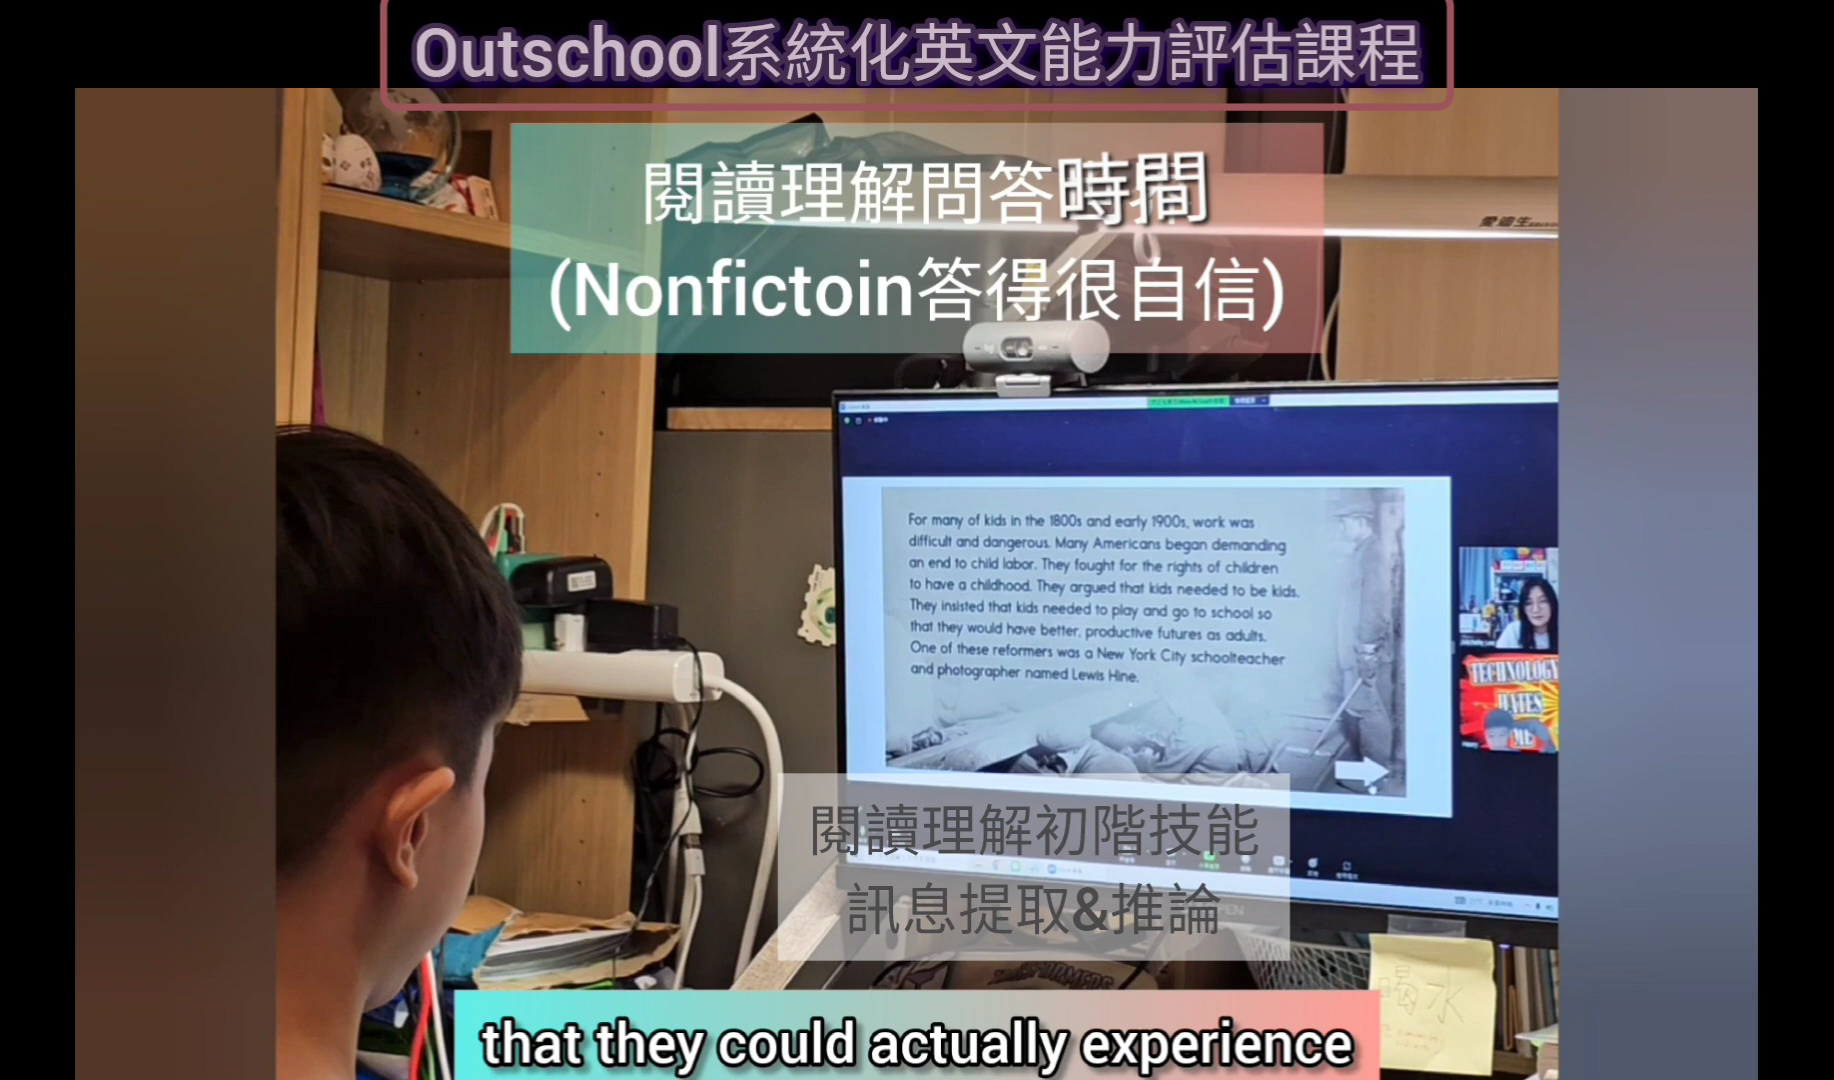 Outschool系統化英文能力評估課程
閱讀理解問答時間
(Nonfictoin答得很自信)
For many of kids in the 1800s and early 1900s, work was
difficult and dangerous. Many Americans began demanding
an end to child labor. They fought for the rights of children
to have a childhood. They argued that kids needed to be kids.
They insisted that kids needed to play and go to school so
that they would have better, productive futures as adults.
One of these reformers was a New York City schoolteacher
and photographer named Lewis Hine.
TECHNOLOGY
HATES
ME
閱讀理解初階技能
訊息提取&推論
喝水
that they could actually experience